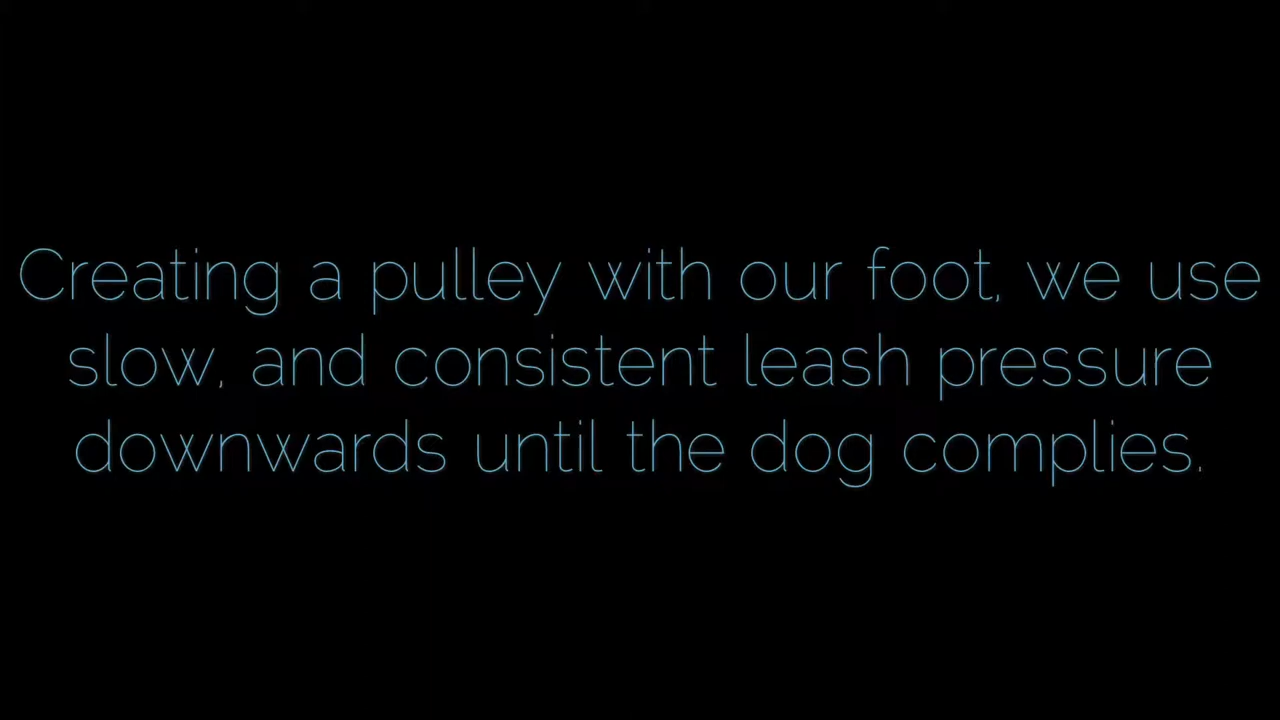 Creating a pulley with our foot, we use
slow, and consistent leash pressure
downwards until the dog complies.